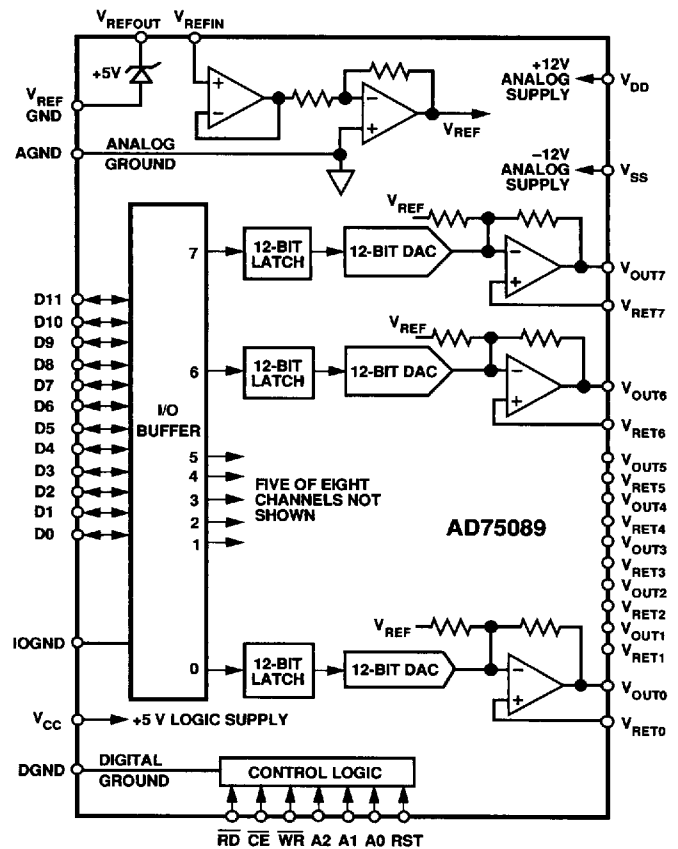 VREFOUT VREFIN
+5V
VREF
GND
+12V
ANALOG
SUPPLY
VDD
+
−
−
+
VREF
AGND
ANALOG
GROUND
−12V
ANALOG
SUPPLY
VSS
7
12-BIT
LATCH
12-BIT DAC
VREF
−
+
VOUT7
VRET7
D11
D10
D9
D8
D7
D6
D5
D4
D3
D2
D1
D0
I/O
BUFFER
6
12-BIT
LATCH
12-BIT DAC
VREF
−
+
VOUT6
VRET6
5
4
3
2
1
FIVE OF EIGHT
CHANNELS NOT
SHOWN
AD75089
VOUT5
VRET5
VOUT4
VRET4
VOUT3
VRET3
VOUT2
VRET2
VOUT1
VRET1
IOGND
0
12-BIT
LATCH
12-BIT DAC
VREF
−
+
VOUT0
VRET0
VCC
+5 V LOGIC SUPPLY
DGND
DIGITAL
GROUND
CONTROL LOGIC
RD CE WR A2 A1 A0 RST